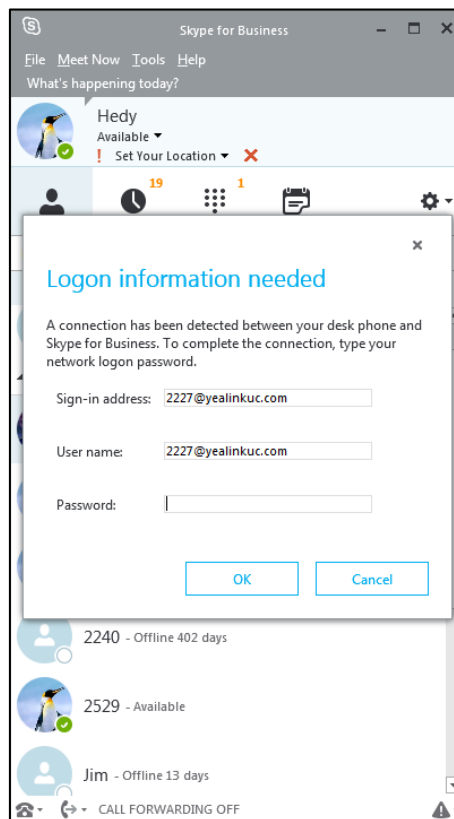 Skype for Business
File Meet Now Tools Help
What's happening today?
Hedy
Available
! Set Your Location
19
1
Logon information needed
A connection has been detected between your desk phone and
Skype for Business. To complete the connection, type your
network logon password.
Sign-in address: 2227@yealinkuc.com
User name: 2227@yealinkuc.com
Password:
OK Cancel
2240 - Offline 402 days
2529 - Available
Jim - Offline 13 days
CALL FORWARDING OFF